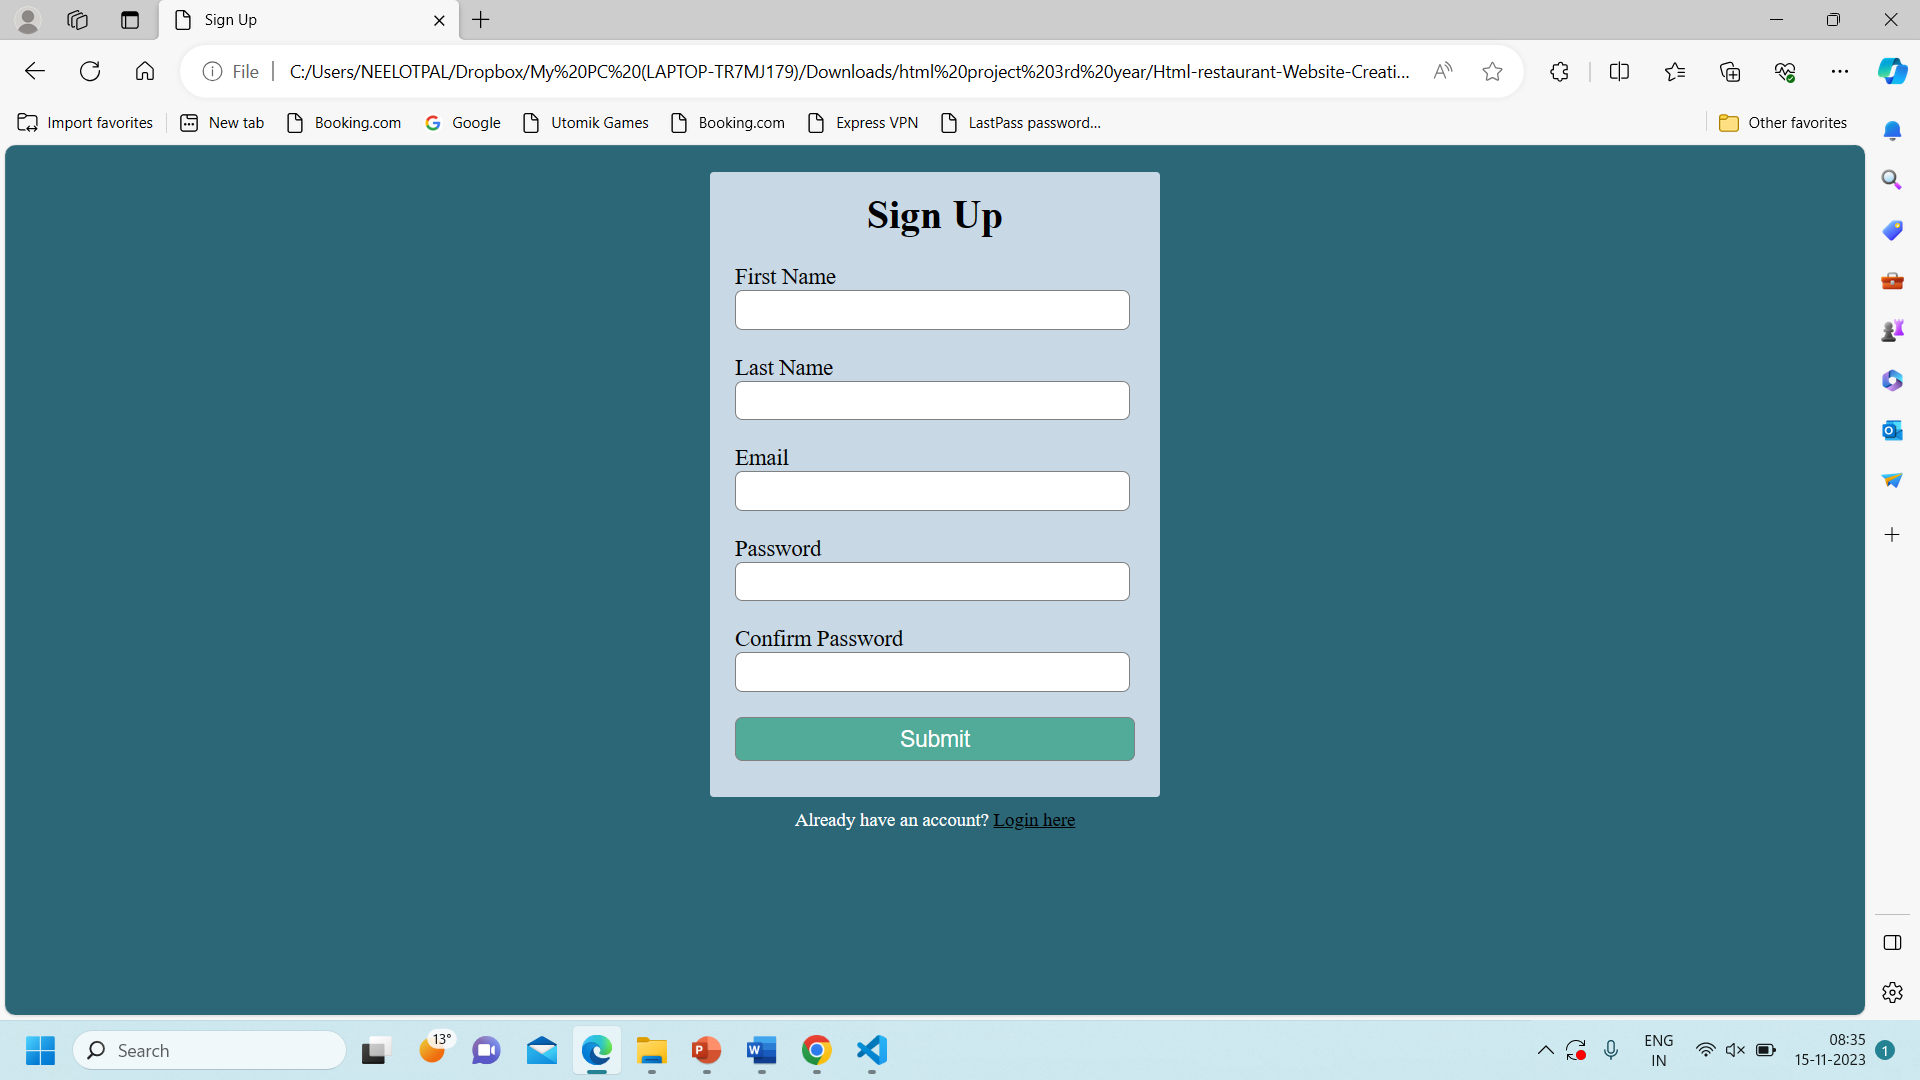 Sign Up
File
C:/Users/NEELOTPAL/Dropbox/My%20PC%20(LAPTOP-TR7MJ179)/Downloads/html%20project%203rd%20year/Html-restaurant-Website-Creati...
Import favorites
New tab
Booking.com
Google
Utomik Games
Booking.com
Express VPN
LastPass password...
Other favorites
Sign Up
First Name
Last Name
Email
Password
Confirm Password
Submit
Already have an account? Login here
Search
13°
ENG
IN
08:35
15-11-2023
1